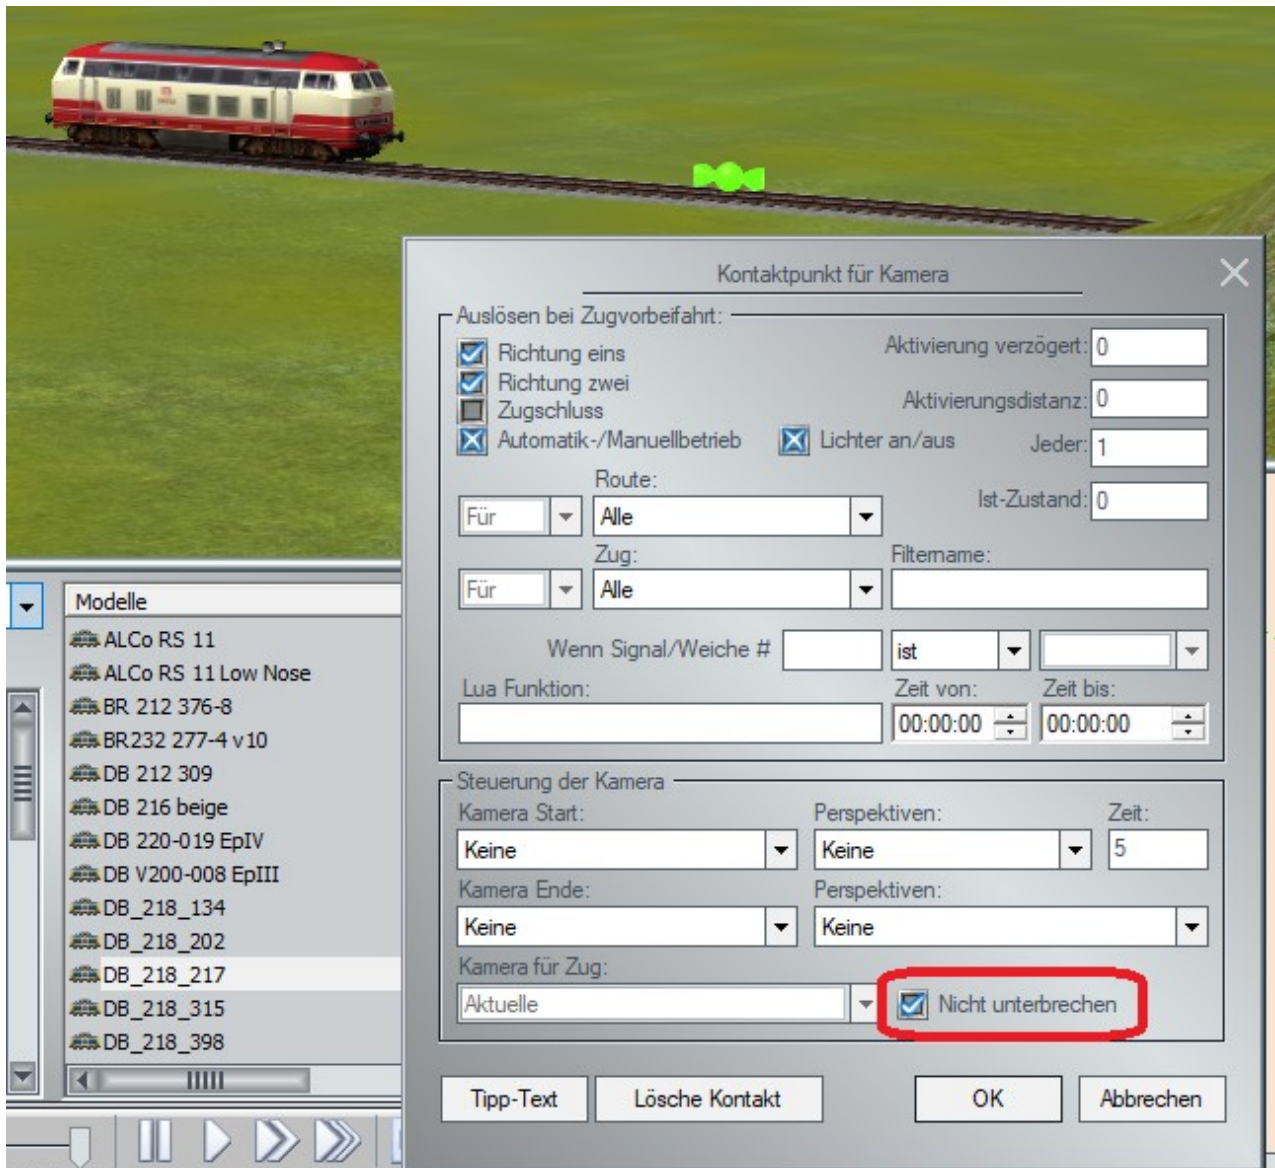 Kontaktpunkt für Kamera
Auslösen bei Zugvorbeifahrt:
Richtung eins
Aktivierung verzögert: 0
Richtung zwei
Zugschluss
Aktivierungsdistanz: 0
Automatik-/Manuellbetrieb
Lichter an/aus
Jeder: 1
Route:
Ist-Zustand: 0
Für
Alle
Zug:
Filtername:
Für
Alle
Wenn Signal/Weiche #
ist
Lua Funktion:
Zeit von:
Zeit bis:
00:00:00
00:00:00
Steuerung der Kamera
Kamera Start:
Perspektiven:
Zeit:
Keine
Keine
5
Kamera Ende:
Perspektiven:
Keine
Keine
Kamera für Zug:
Aktuelle
Nicht unterbrechen
Tipp-Text
Lösche Kontakt
OK
Abbrechen
Modelle
ALCo RS 11
ALCo RS 11 Low Nose
BR 212 376-8
BR232 277-4 v10
DB 212 309
DB 216 beige
DB 220-019 EpIV
DB V200-008 EpIII
DB_218_134
DB_218_202
DB_218_217
DB_218_315
DB_218_398